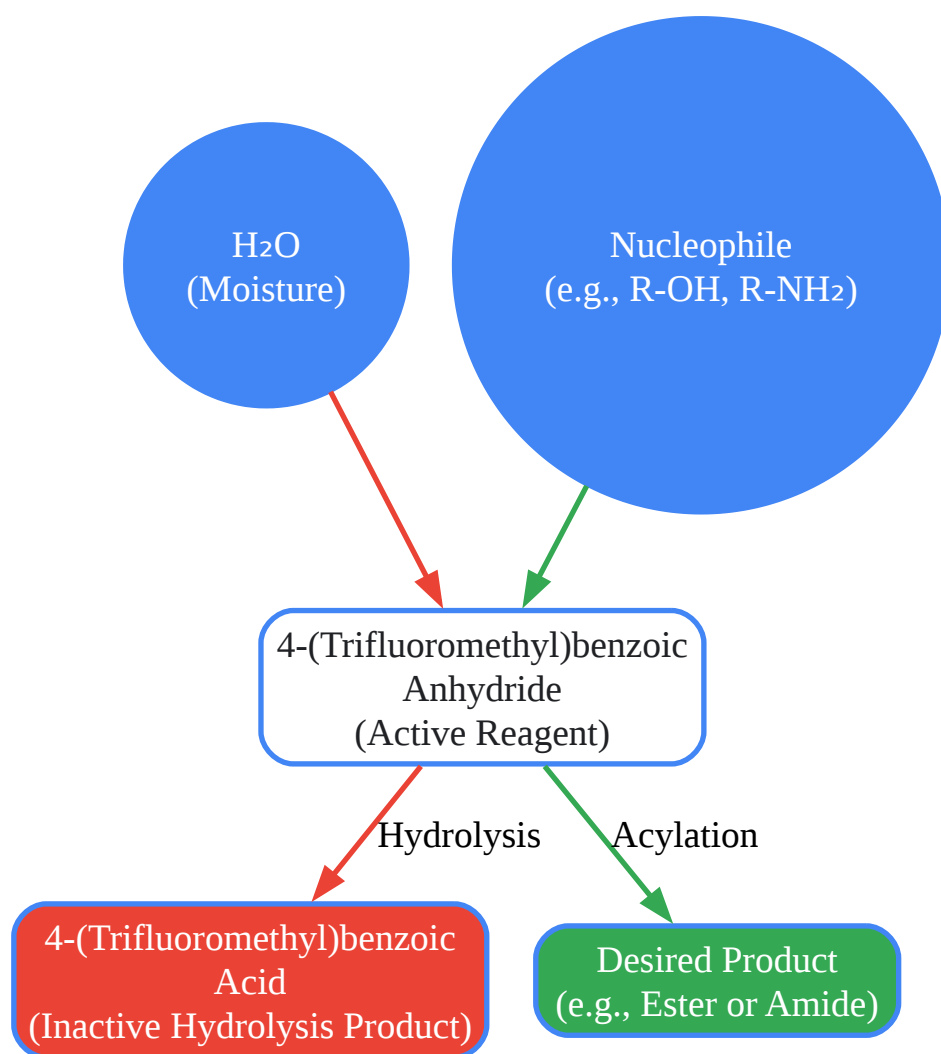 H₂O
(Moisture)
Nucleophile
(e.g., R-OH, R-NH₂)
4-(Trifluoromethyl)benzoic
Anhydride
(Active Reagent)
Hydrolysis
Acylation
4-(Trifluoromethyl)benzoic
Acid
(Inactive Hydrolysis Product)
Desired Product
(e.g., Ester or Amide)